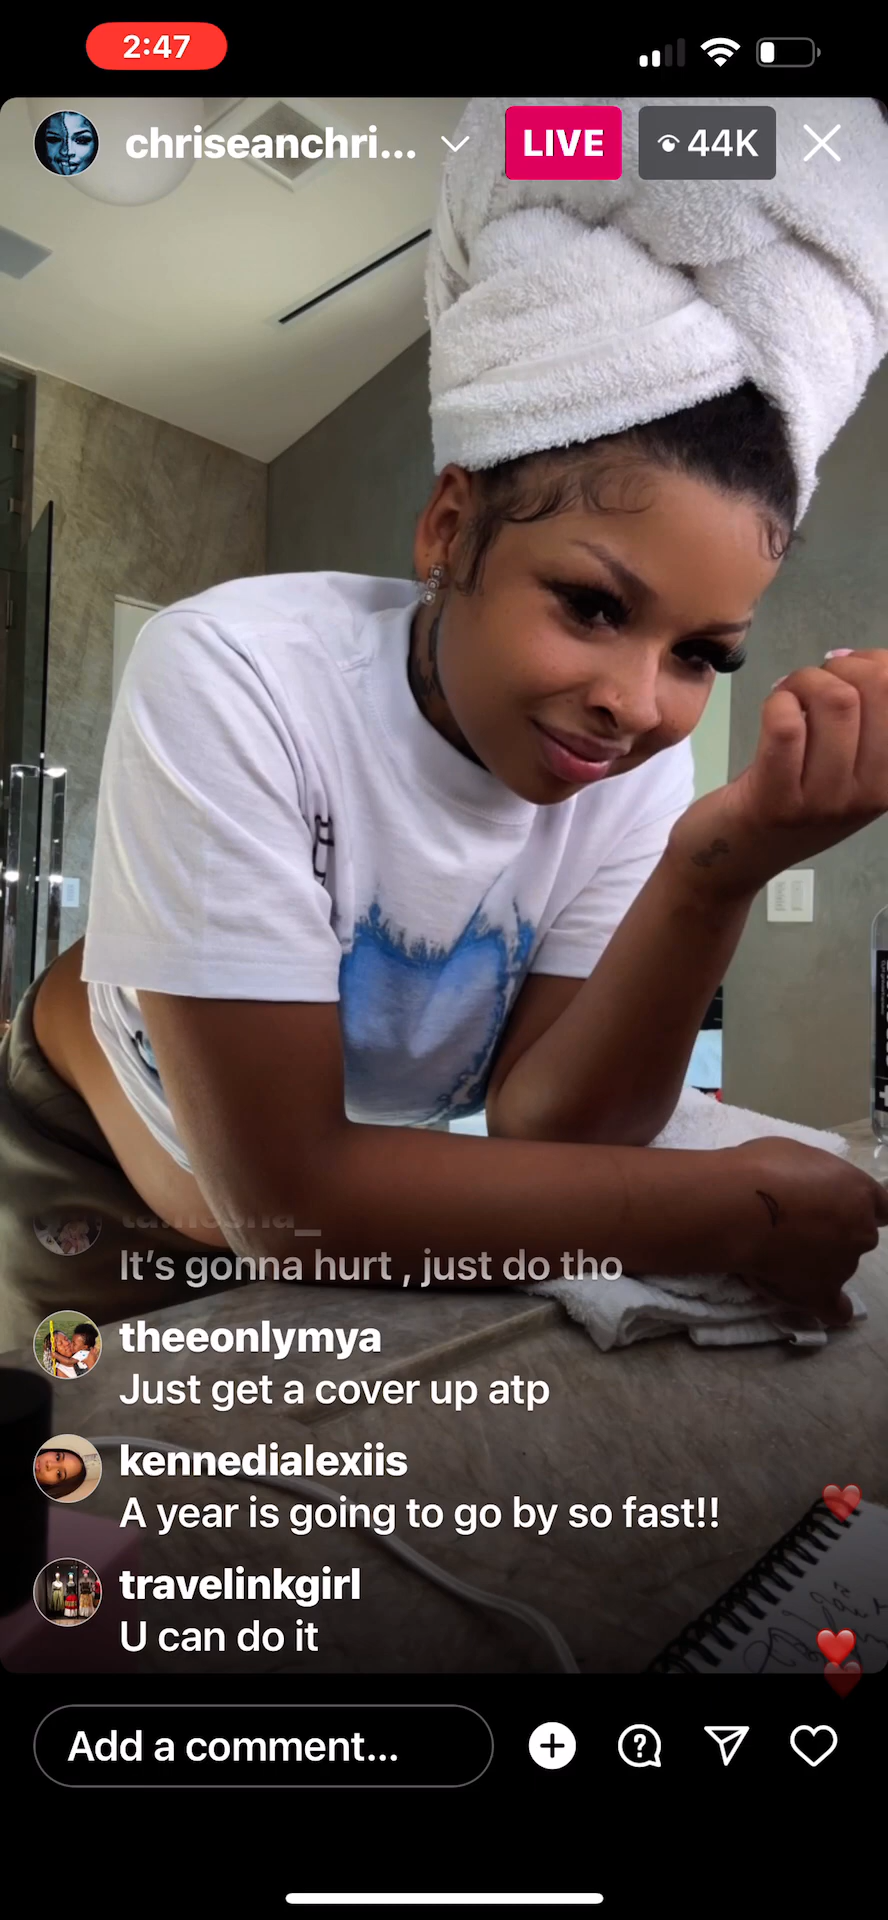 2:47
chriseanchri...
LIVE
44K
It's gonna hurt , just do tho
theeonlymya
Just get a cover up atp
kennedialexiis
A year is going to go by so fast!!
travelinkgirl
U can do it
Add a comment...